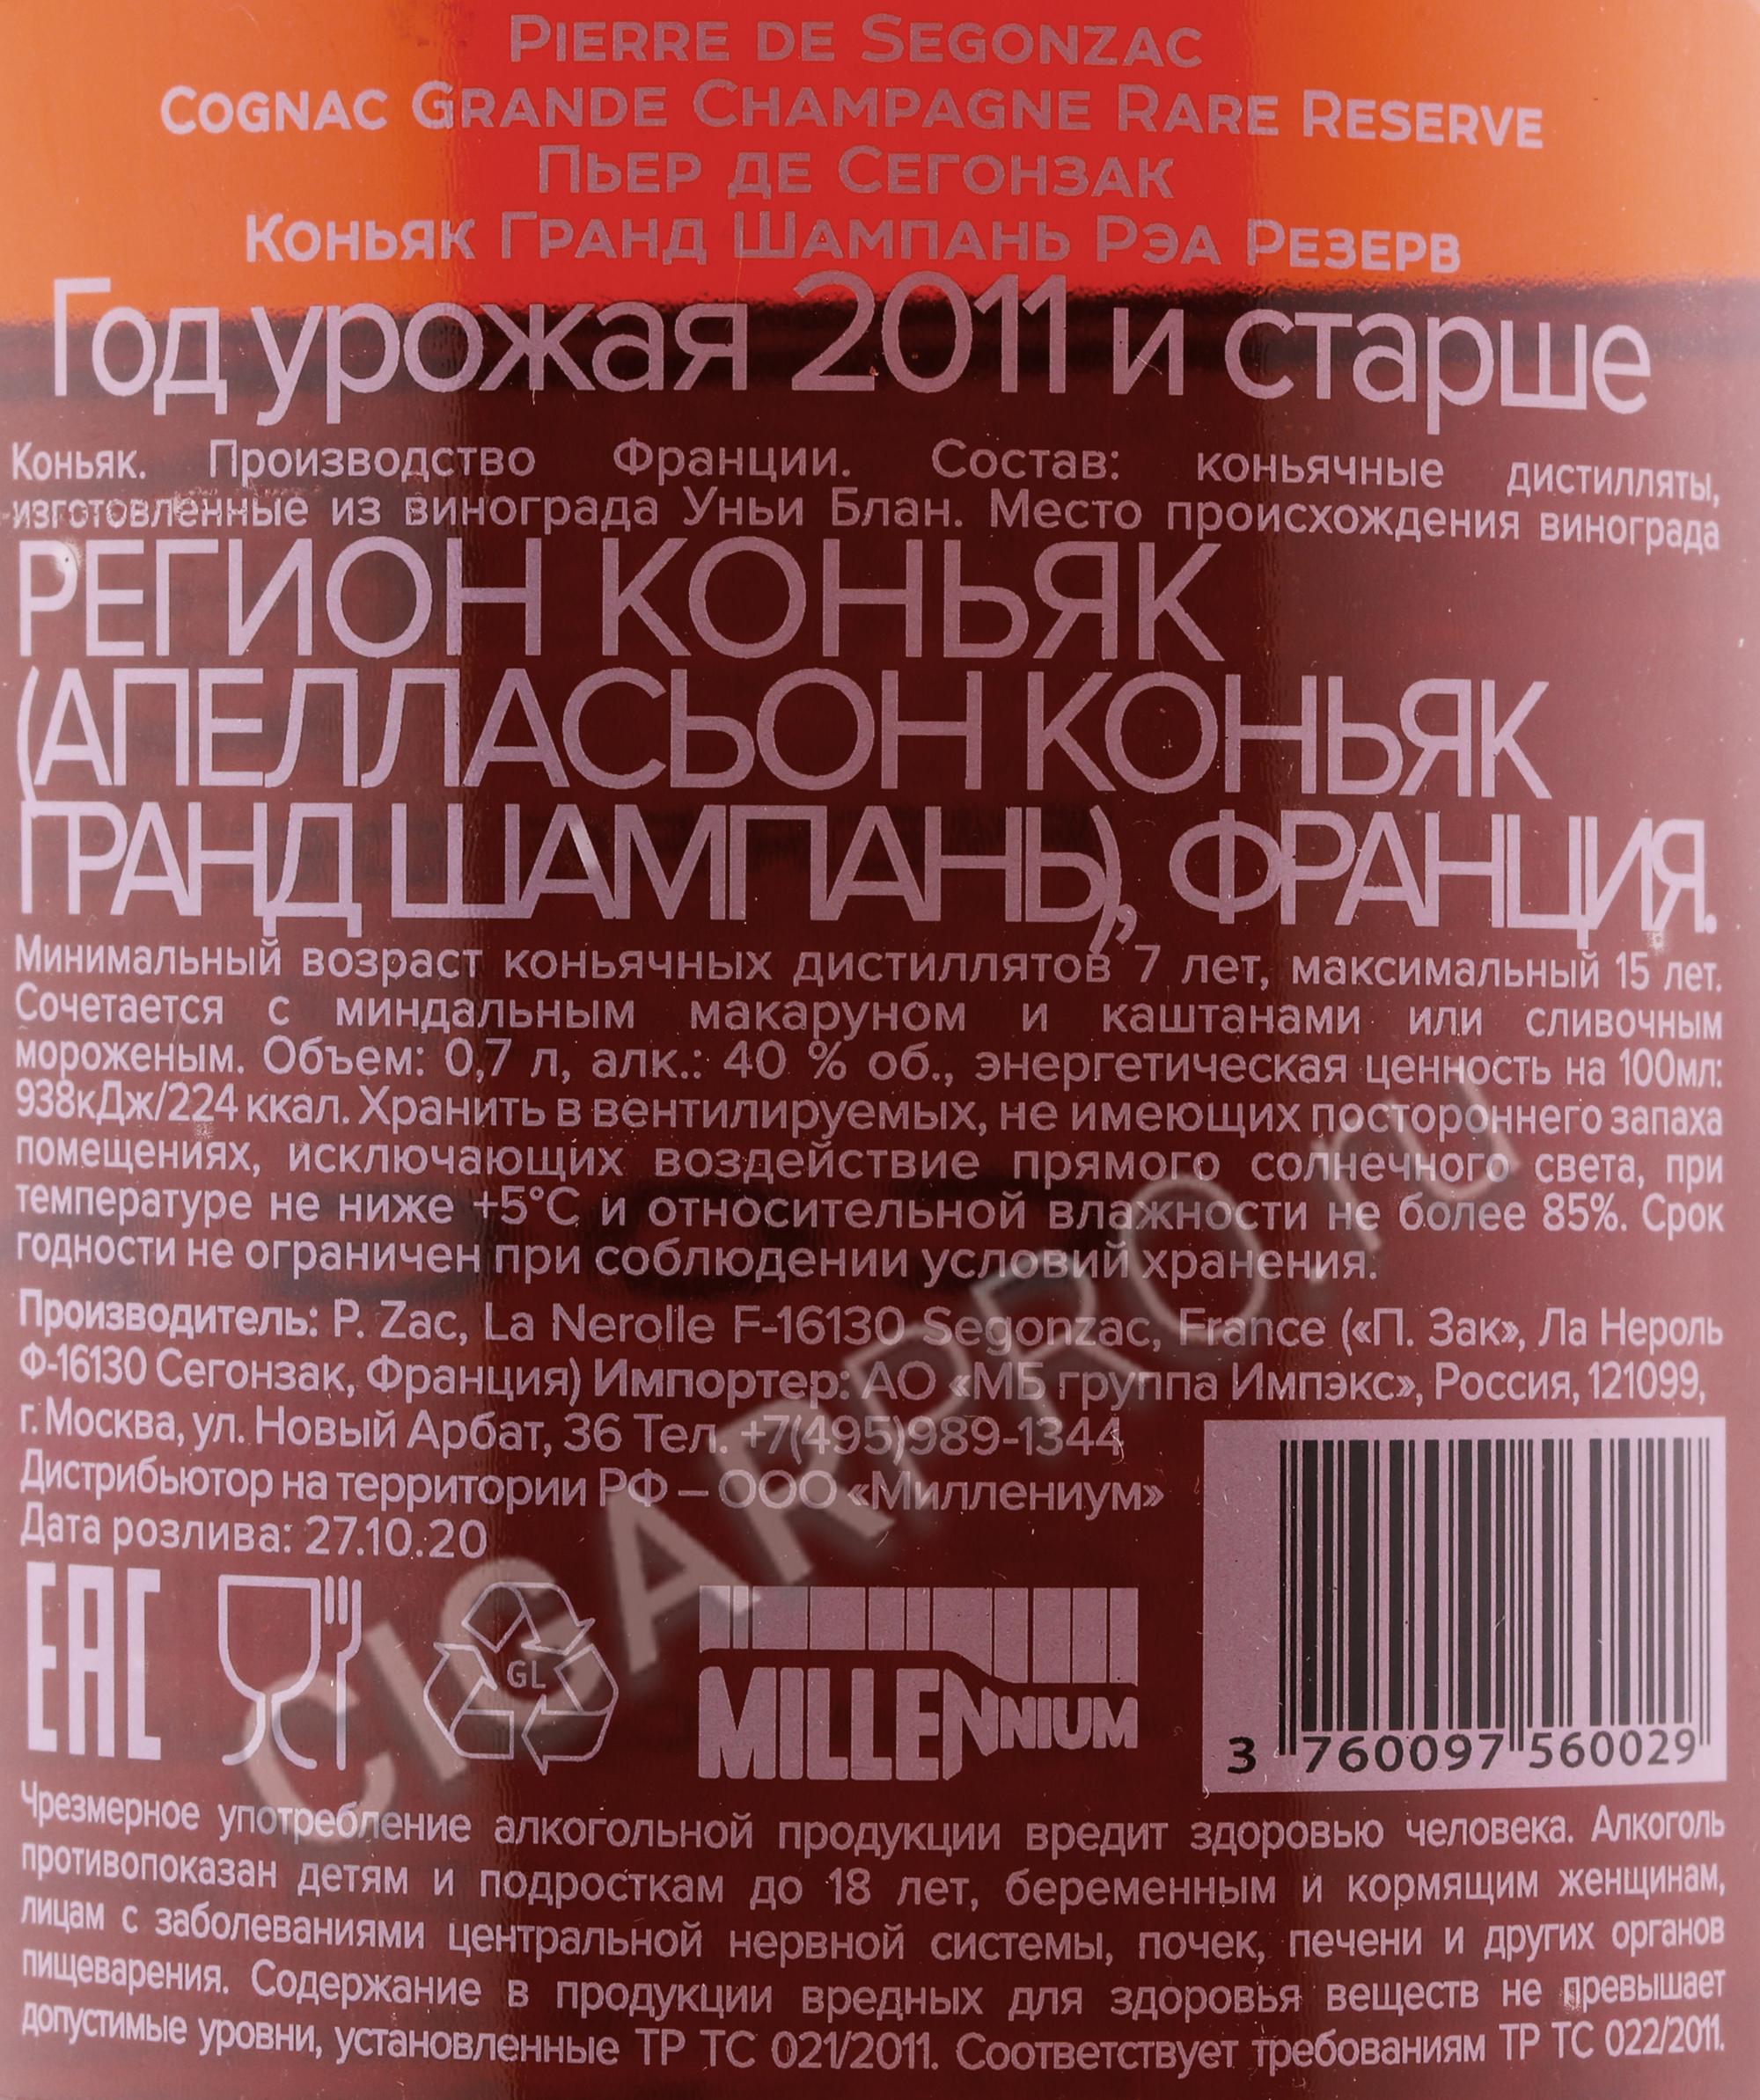 PIERRE DE SEGONZAC
COGNAC GRANDE CHAMPAGNE RARE RESERVE
ПЬЕР ДЕ СЕГОНЗАК
КОНЬЯК ГРАНД ШАМПАНЬ РЭА РЕЗЕРВ
Год урожая 2011 и старше
Коньяк. Производство Франции. Состав: коньячные дистилляты,
изготовленные из винограда Уньи Блан. Место происхождения винограда
РЕГИОН КОНЬЯК
(АПЕЛЛАСЬОН КОНЬЯК
ГРАНД ШАМПАНЬ), ФРАНЦИЯ.
Минимальный возраст коньячных дистиллятов 7 лет, максимальный 15 лет.
Сочетается с миндальным макаруном и каштанами или сливочным
мороженым. Объем: 0,7 л, алк.: 40 % об., энергетическая ценность на 100мл:
938кДж/224 ккал. Хранить в вентилируемых, не имеющих постороннего запаха
помещениях, исключающих воздействие прямого солнечного света, при
температуре не ниже +5°С и относительной влажности не более 85%. Срок
годности не ограничен при соблюдении условий хранения.
Производитель: P. Zac, La Nerolle F-16130 Segonzac, France («П. Зак», Ла Нероль
Ф-16130 Сегонзак, Франция) Импортер: АО «МБ группа Импэкс», Россия, 121099,
г. Москва, ул. Новый Арбат, 36 Тел. +7(495)989-1344
Дистрибьютор на территории РФ – ООО «Миллениум»
Дата розлива: 27.10.20
EAC
GL
MILLENNIUM
3 760097 560029
CIGARPRO.ru
Чрезмерное употребление алкогольной продукции вредит здоровью человека. Алкоголь
противопоказан детям и подросткам до 18 лет, беременным и кормящим женщинам,
лицам с заболеваниями центральной нервной системы, почек, печени и других органов
пищеварения. Содержание в продукции вредных для здоровья веществ не превышает
допустимые уровни, установленные ТР ТС 021/2011. Соответствует требованиям ТР ТС 022/2011.